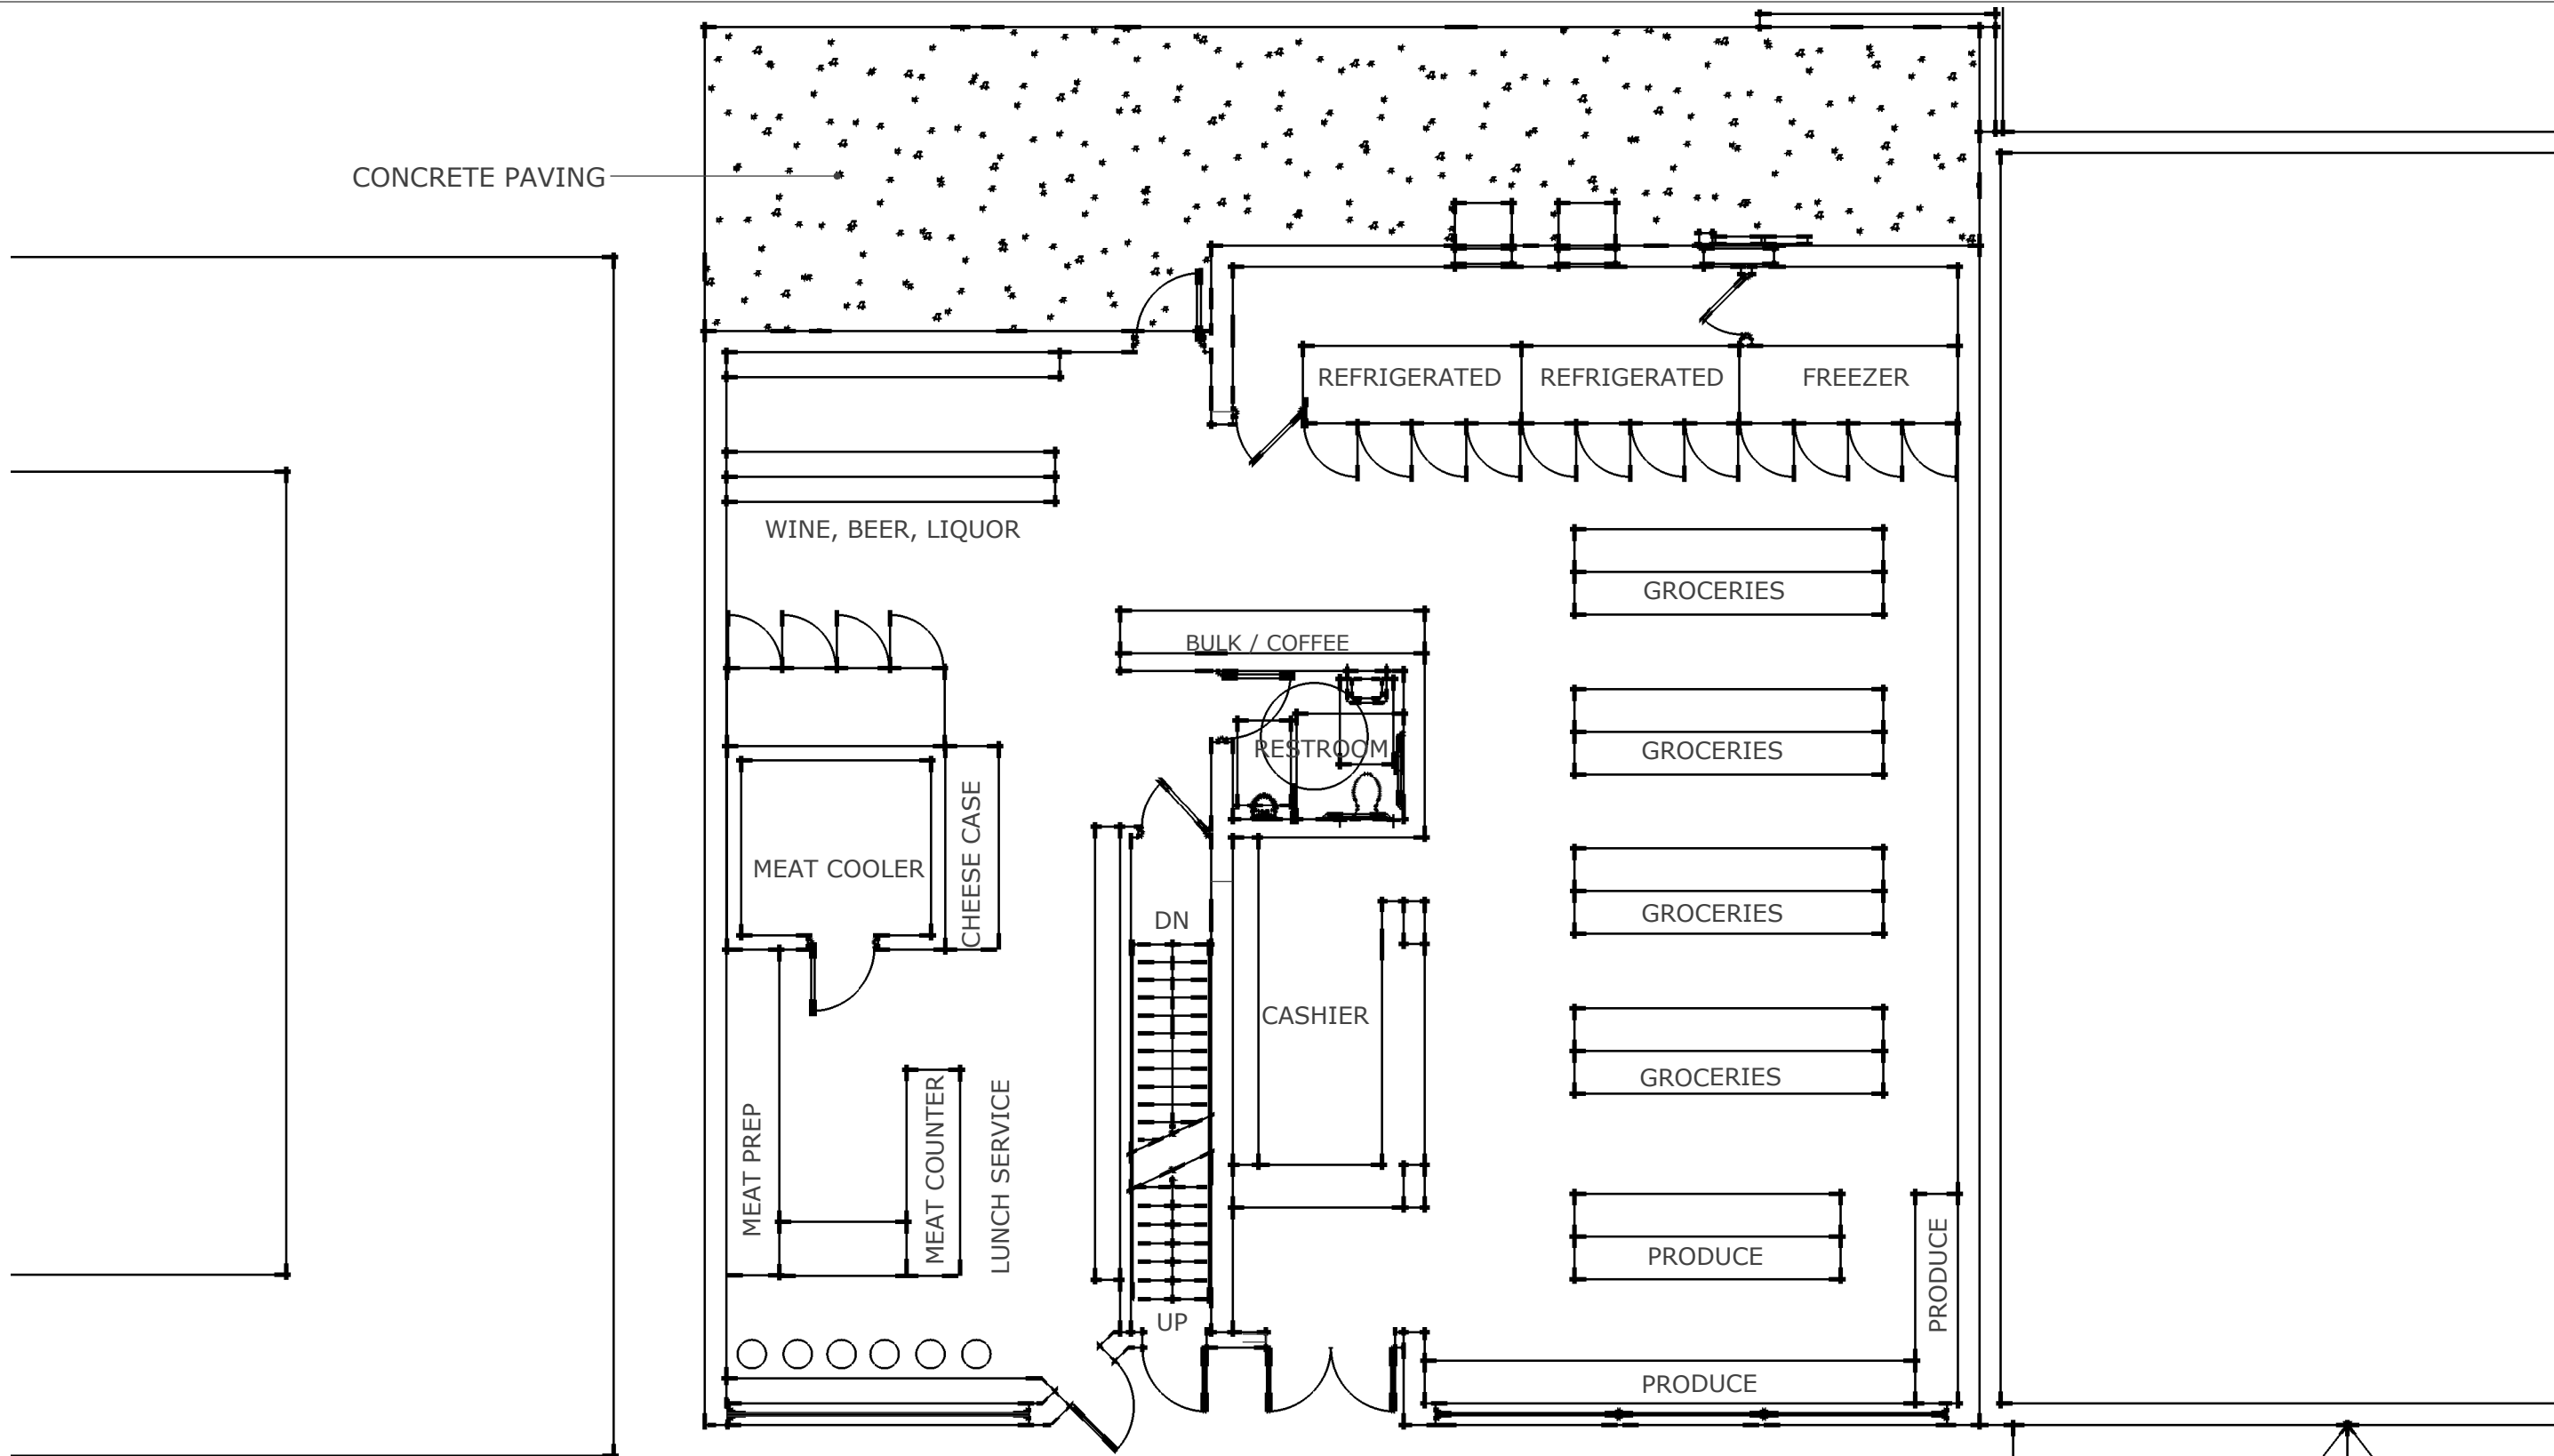 CONCRETE PAVING
REFRIGERATED
REFRIGERATED
FREEZER
WINE, BEER, LIQUOR
GROCERIES
BULK / COFFEE
RESTROOM
GROCERIES
MEAT COOLER
CHEESE CASE
DN
GROCERIES
CASHIER
GROCERIES
MEAT PREP
MEAT COUNTER
LUNCH SERVICE
PRODUCE
PRODUCE
UP
PRODUCE